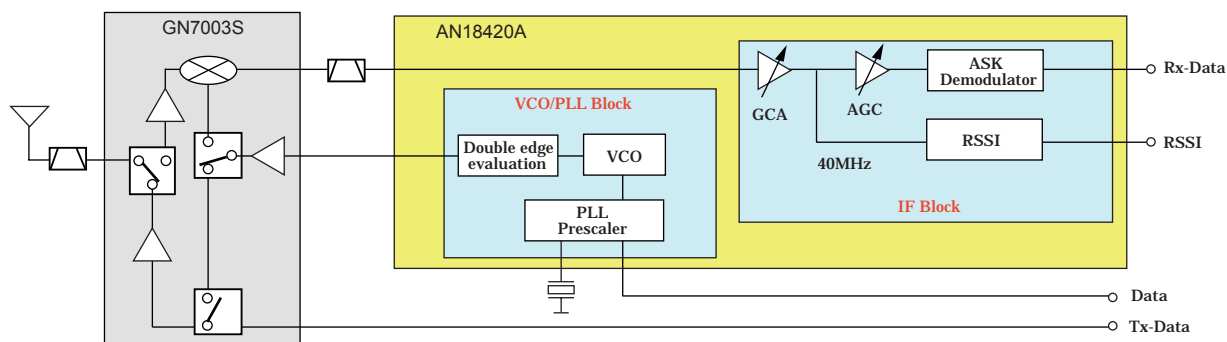 GN7003S
AN18420A
VCO/PLL Block
Double edge
evaluation
VCO
PLL
Prescaler
GCA
AGC
ASK
Demodulator
RSSI
40MHz
IF Block
Rx-Data
RSSI
Data
Tx-Data